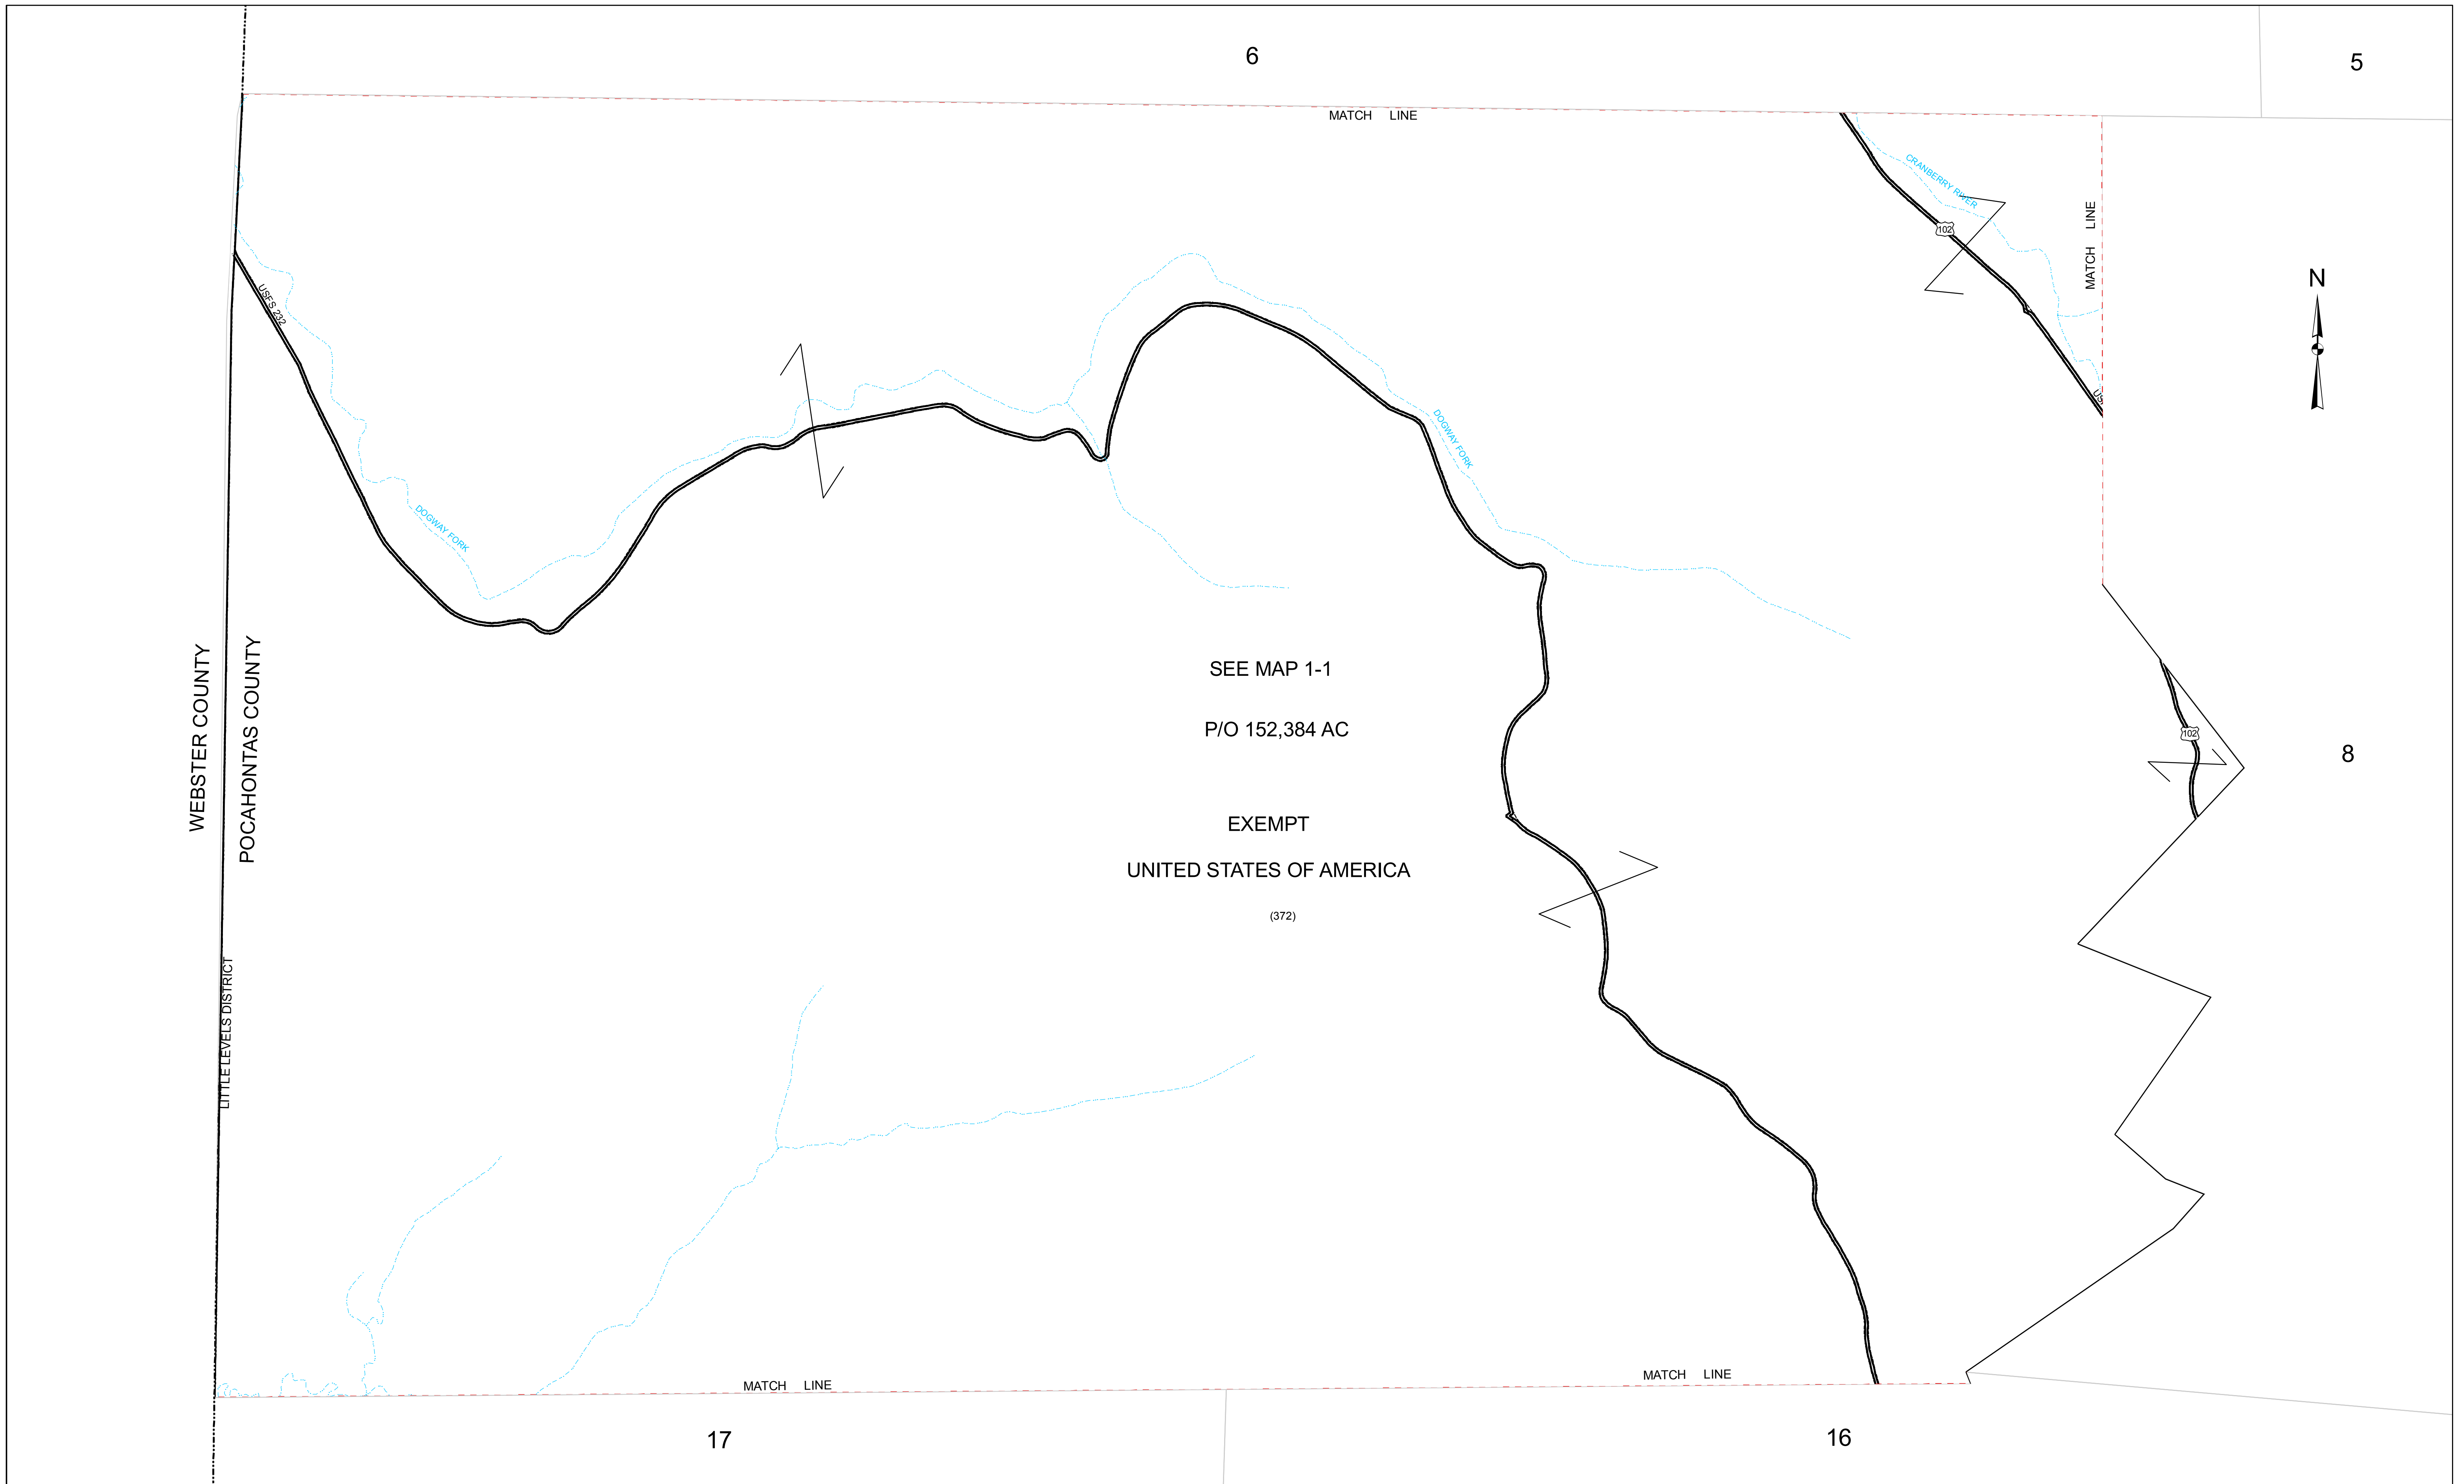 6
5
MATCH LINE
CRANBERRY RIVER
MATCH LINE
102
N
USFS 232
US
DOGWAY FORK
DOGWAY FORK
WEBSTER COUNTY
POCAHONTAS COUNTY
SEE MAP 1-1
P/O 152,384 AC
102
8
EXEMPT
UNITED STATES OF AMERICA
(372)
LITTLE LEVELS DISTRICT
MATCH LINE
MATCH LINE
17
16